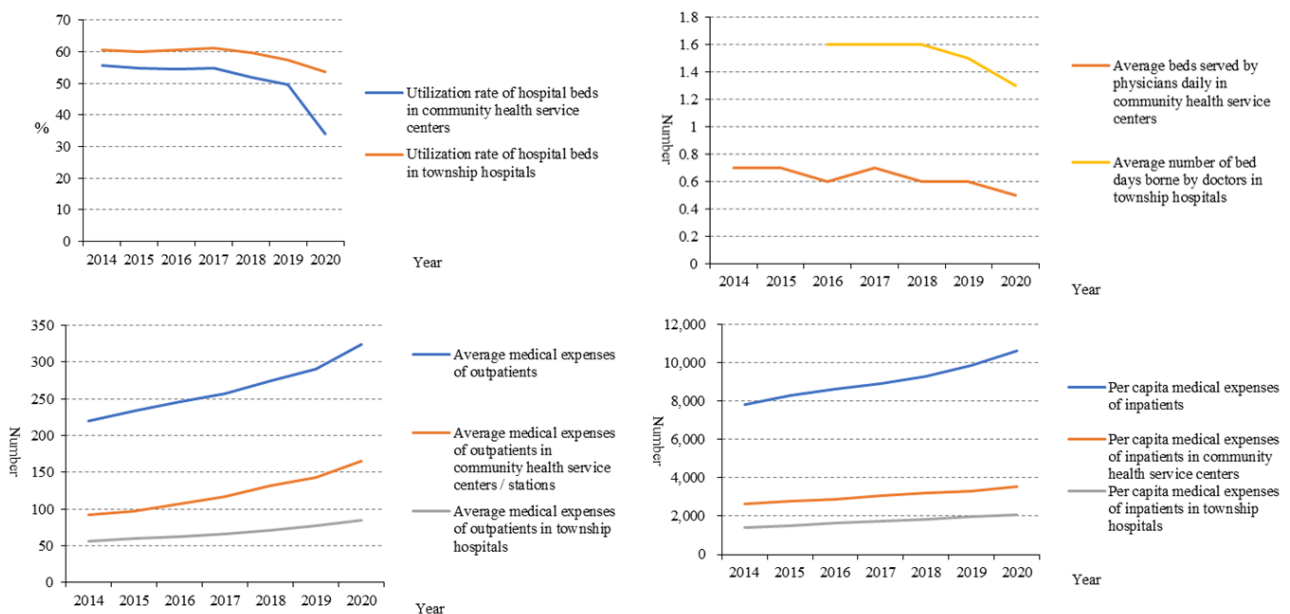 70
60
50
40
30
20
10
0
%
2014 2015 2016 2017 2018 2019 2020
Year
Utilization rate of hospital beds
in community health service
centers
Utilization rate of hospital beds
in township hospitals
1.8
1.6
1.4
1.2
1
0.8
0.6
0.4
0.2
0
Number
2014 2015 2016 2017 2018 2019 2020
Year
Average beds served by
physicians daily in
community health service
centers
Average number of bed
days borne by doctors in
township hospitals
350
300
250
200
150
100
50
0
Number
2014 2015 2016 2017 2018 2019 2020
Year
Average medical expenses
of outpatients
Average medical expenses
of outpatients in
community health service
centers / stations
Average medical expenses
of outpatients in township
hospitals
12,000
10,000
8,000
6,000
4,000
2,000
0
Number
2014 2015 2016 2017 2018 2019 2020
Year
Per capita medical expenses
of inpatients
Per capita medical expenses
of inpatients in community
health service centers
Per capita medical expenses
of inpatients in township
hospitals